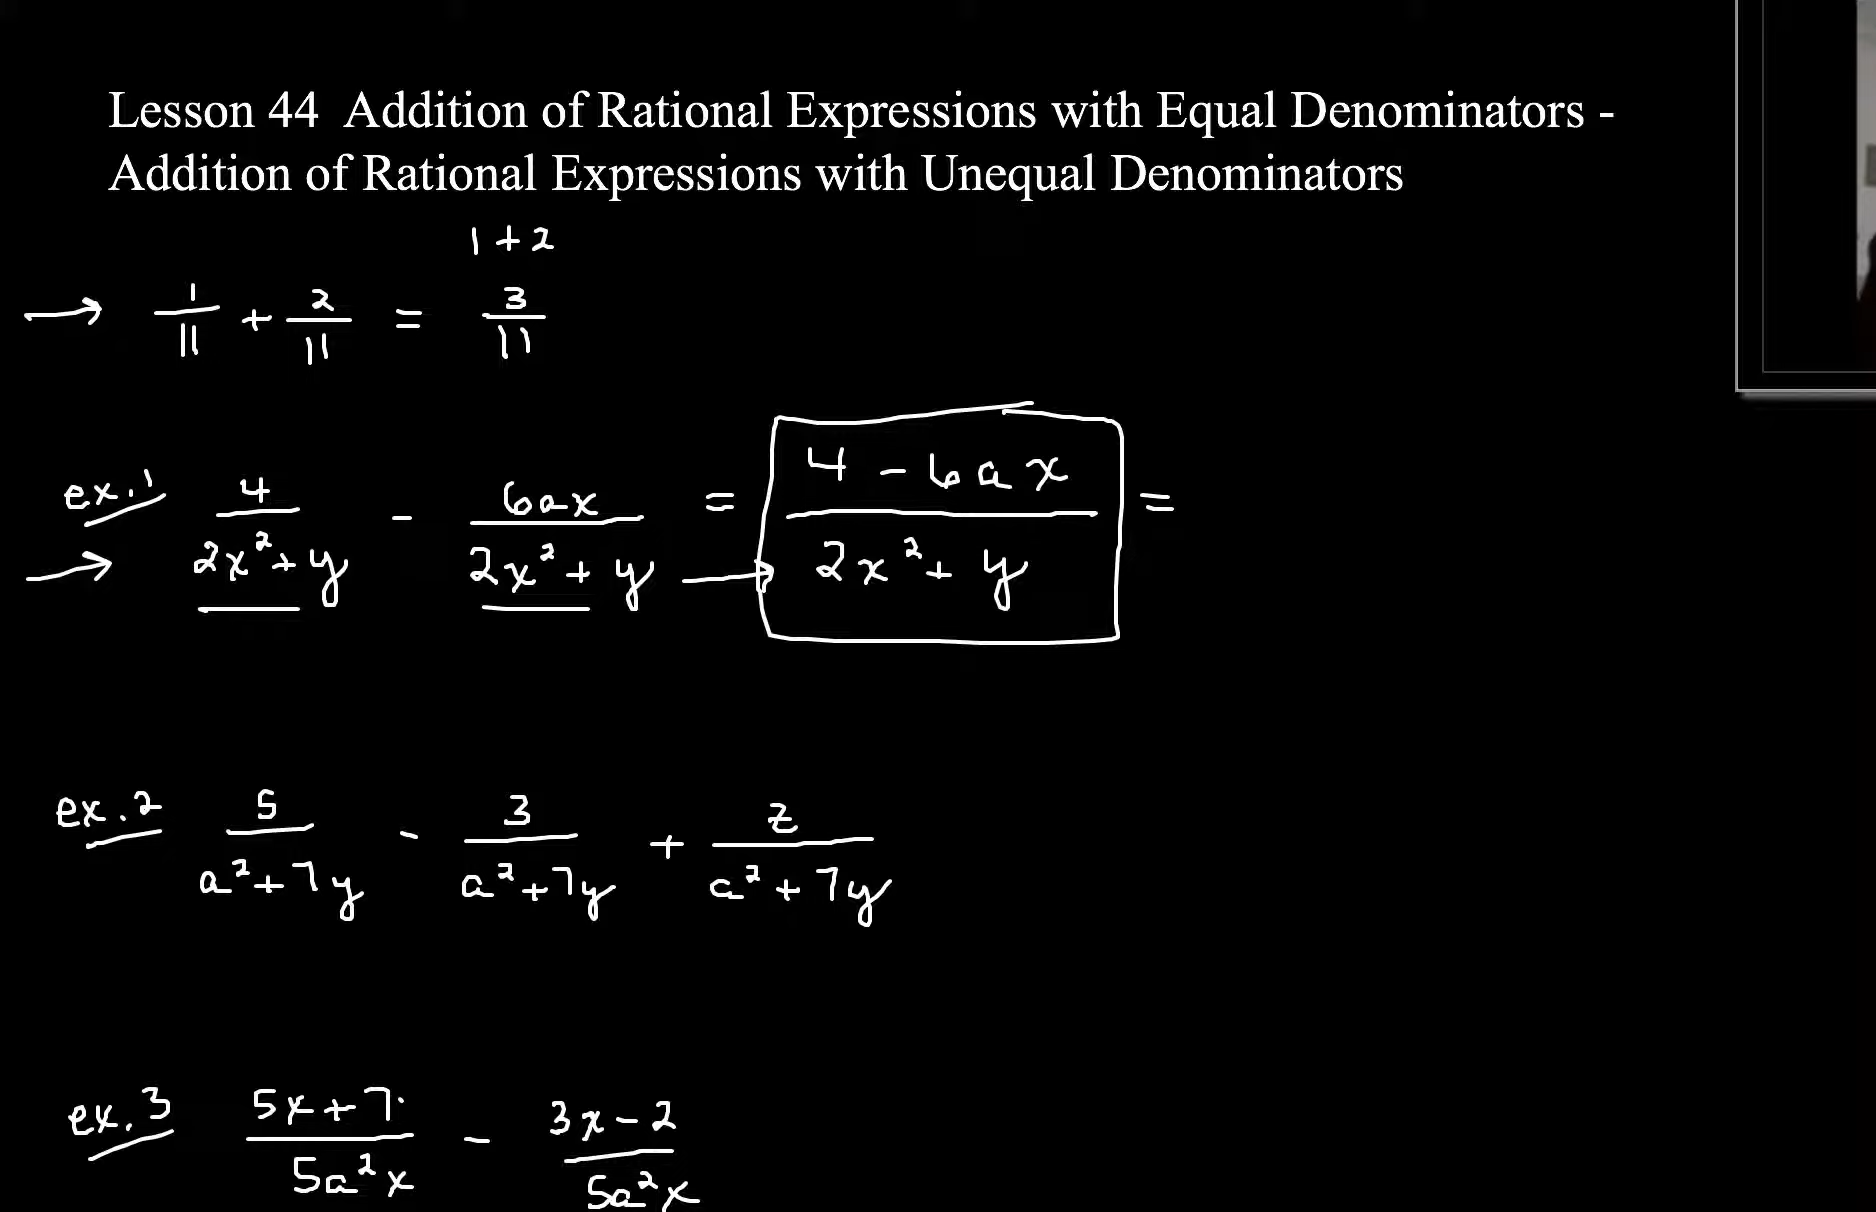 Lesson 44 Addition of Rational Expressions with Equal Denominators -
Addition of Rational Expressions with Unequal Denominators
1 + 2
→ 1/11 + 2/11 = 3/11
ex.1 4/(2x²+y) - 6ax/(2x²+y) → = (4 - 6ax)/(2x²+y) =
ex.2 5/(a²+7y) - 3/(a²+7y) + z/(a²+7y)
ex.3 (5x+7)/(5a²x) - (3x-2)/(5a²x)